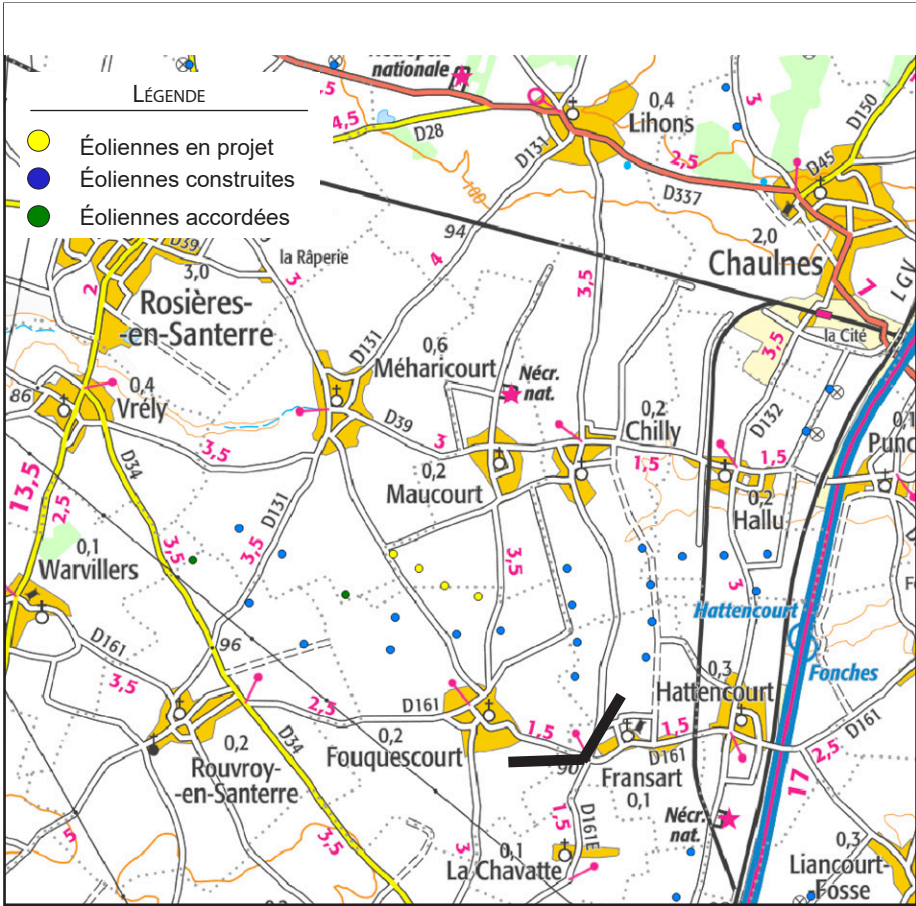 nationale
LÉGENDE
Éoliennes en projet
Éoliennes construites
Éoliennes accordées
4,5
D28
D131
0,4
Lihons
2,5
D337
3
D150
D45
2,0
Chaulnes
7
LGV
la Cité
3,5
100
94
D39
3,0
la Râperie
3
4
3,5
2
Rosières-
-en-Santerre
D131
0,6
Méharicourt
Nécr.
nat.
86
0,4
Vrély
D39
3
0,2
Chilly
1,5
D132
1,5
0,1
3,5
D34
0,2
Maucourt
0,2
Hallu
13,5
2,5
D131
3,5
3,5
3,5
3
0,1
Warvillers
Hattencourt
Fonches
D161
3,5
96
0,3
Hattencourt
2,5
D161
1,5
1,5
D161
D161
2,5
0,2
Rouvroy-
-en-Santerre
D34
0,2
Fouquescourt
90
Fransart
0,1
17
1,5
D161E
Nécr.
nat.
5
3,5
3
0,1
La Chavatte
0,3
Liancourt-
-Fosse